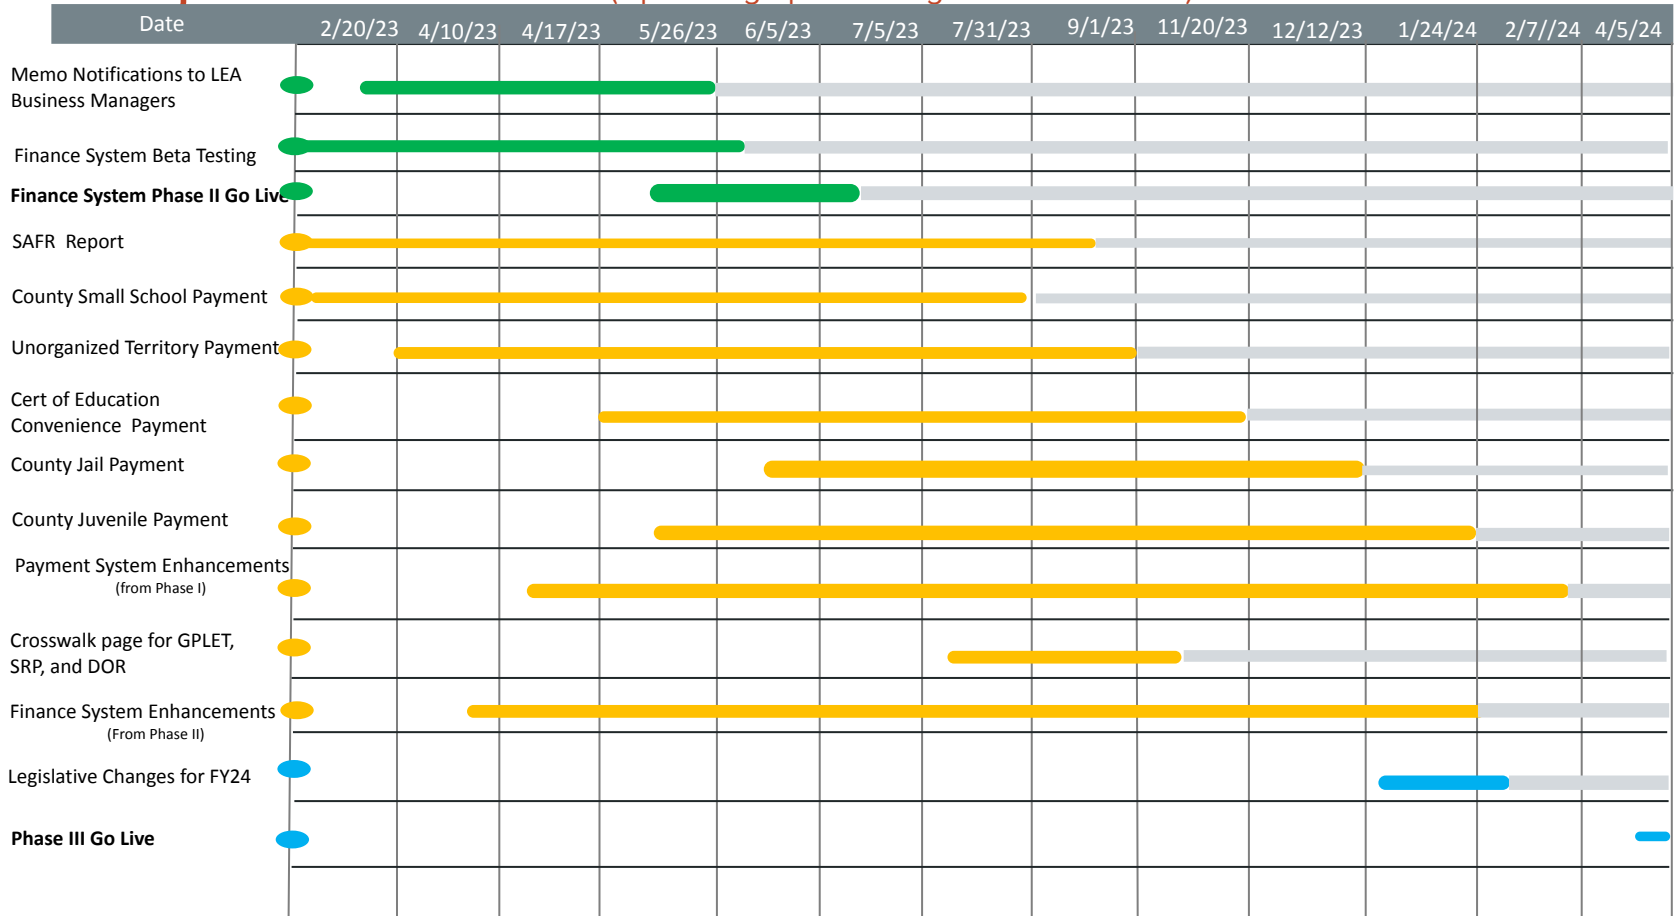 Date 2/20/23 4/10/23 4/17/23 5/26/23 6/5/23 7/5/23 7/31/23 9/1/23 11/20/23 12/12/23 1/24/24 2/7//24 4/5/24
Memo Notifications to LEA
Business Managers
Finance System Beta Testing
Finance System Phase II Go Live
SAFR Report
County Small School Payment
Unorganized Territory Payment
Cert of Education
Convenience Payment
County Jail Payment
County Juvenile Payment
Payment System Enhancements
(from Phase I)
Crosswalk page for GPLET,
SRP, and DOR
Finance System Enhancements
(From Phase II)
Legislative Changes for FY24
Phase III Go Live